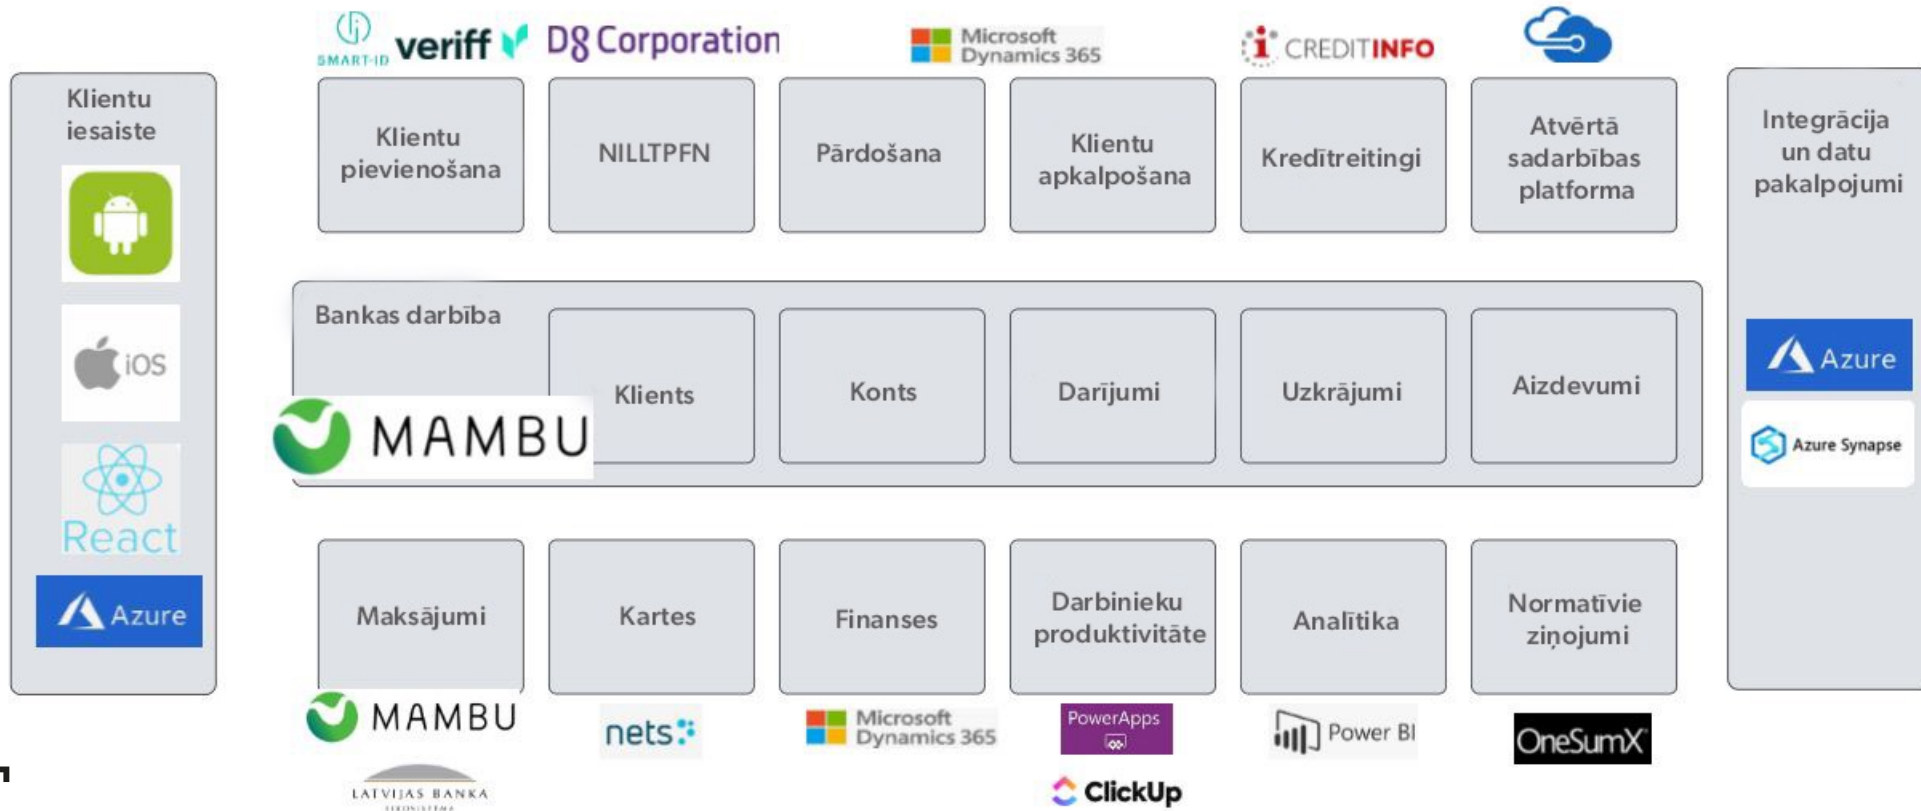 SMART-ID
veriff
D8 Corporation
Microsoft
Dynamics 365
CREDITINFO
Klientu
iesaiste
iOS
React
Azure
Klientu
pievienošana
NILLTPFN
Pārdošana
Klientu
apkalpošana
Kredītreitingi
Atvērtā
sadarbības
platforma
Integrācija
un datu
pakalpojumi
Azure
Azure Synapse
Bankas darbība
MAMBU
Klients
Konts
Darījumi
Uzkrājumi
Aizdevumi
Maksājumi
Kartes
Finanses
Darbinieku
produktivitāte
Analītika
Normatīvie
ziņojumi
MAMBU
nets
Microsoft
Dynamics 365
PowerApps
Power BI
OneSumX
LATVIJAS BANKA
ClickUp